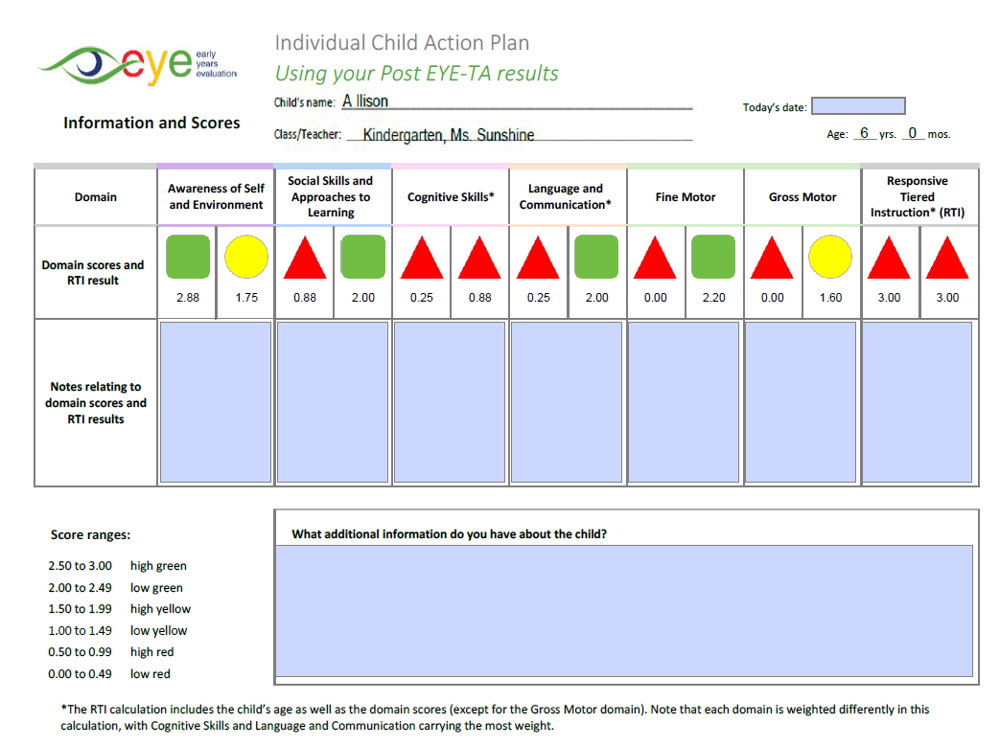 eye early
years
evaluation
Individual Child Action Plan
Using your Post EYE-TA results
Child's name: A llison
Class/Teacher: Kindergarten, Ms. Sunshine
Information and Scores
Today's date:
Age: 6 yrs. 0 mos.
Domain
Awareness of Self
and Environment
Social Skills and
Approaches to
Learning
Cognitive Skills*
Language and
Communication*
Fine Motor
Gross Motor
Responsive
Tiered
Instruction* (RTI)
Domain scores and
RTI result
2.88 1.75 0.88 2.00 0.25 0.88 0.25 2.00 0.00 2.20 0.00 1.60 3.00 3.00
Notes relating to
domain scores and
RTI results
Score ranges:
2.50 to 3.00 high green
2.00 to 2.49 low green
1.50 to 1.99 high yellow
1.00 to 1.49 low yellow
0.50 to 0.99 high red
0.00 to 0.49 low red
What additional information do you have about the child?
*The RTI calculation includes the child's age as well as the domain scores (except for the Gross Motor domain). Note that each domain is weighted differently in this
calculation, with Cognitive Skills and Language and Communication carrying the most weight.